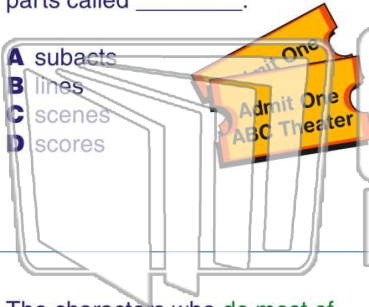 parts called ________.
A subacts
B lines
C scenes
D scores
Admit One
Admit One
ABC Theater
The characters who do most of